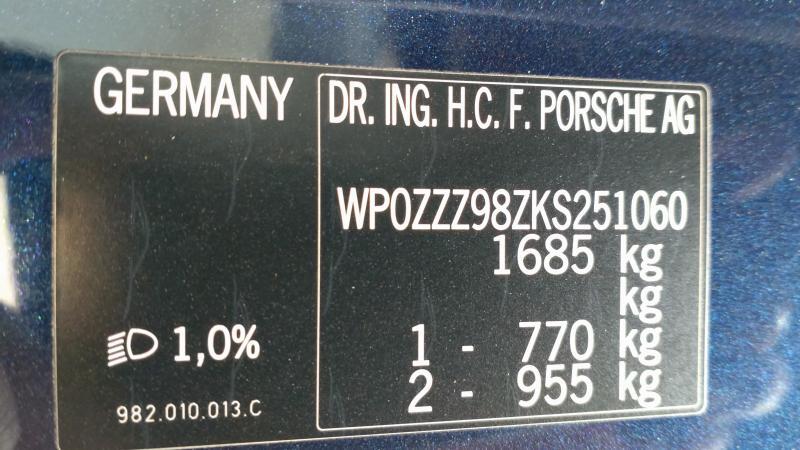 GERMANY
DR. ING. H.C. F. PORSCHE AG
WP0ZZZ98ZKS251060
1685 kg
kg
1 - 770 kg
2 - 955 kg
1,0%
982.010.013.C